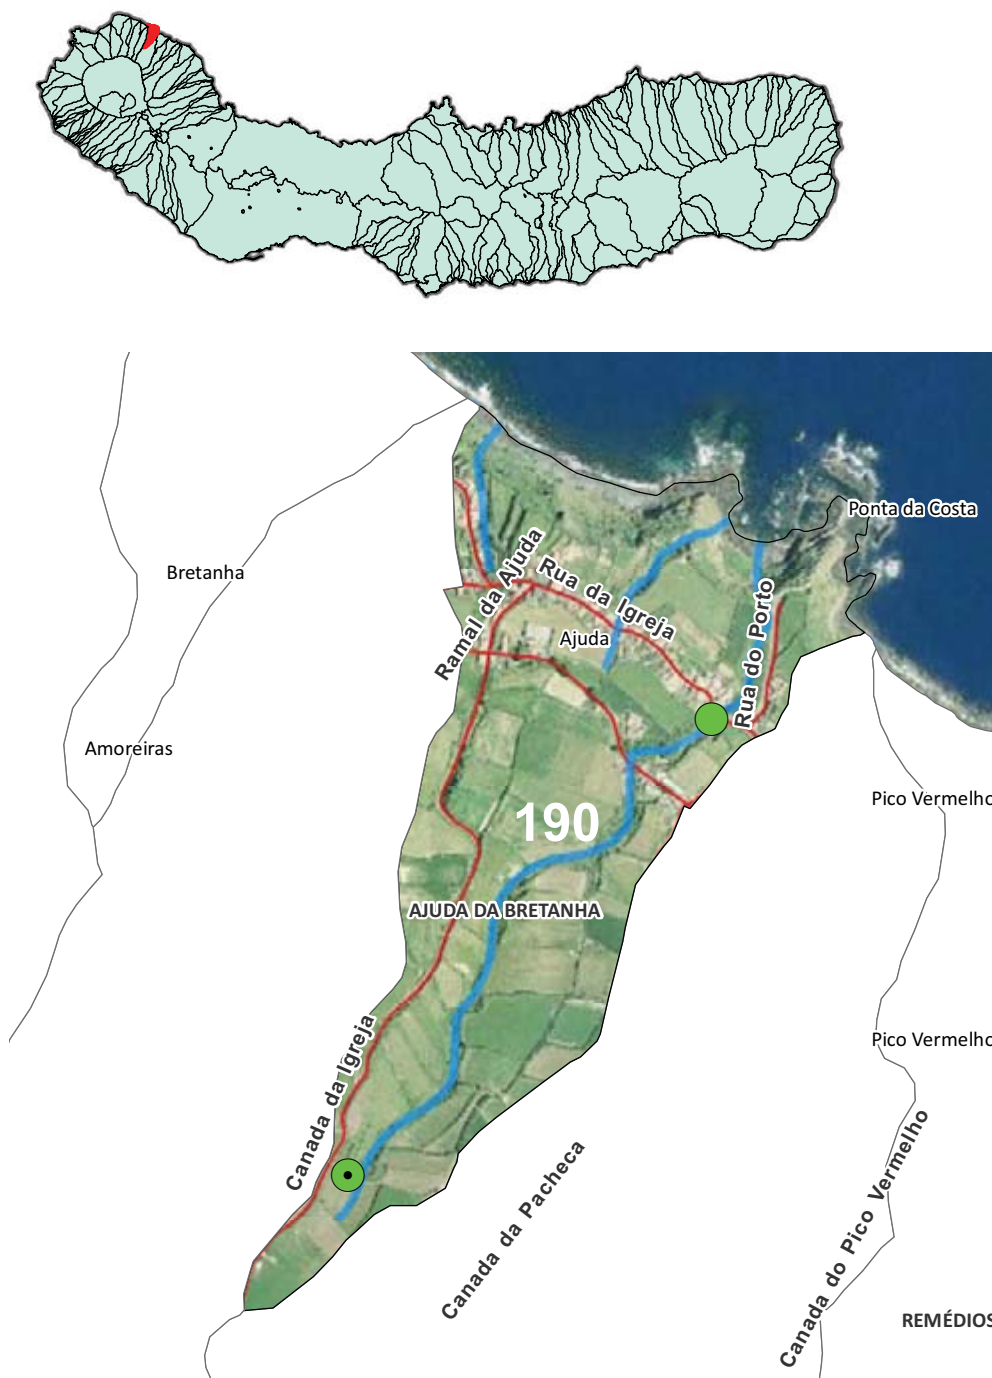 Ponta da Costa
Bretanha
Ramal da Ajuda
Rua da Igreja
Ajuda
Rua do Porto
Amoreiras
Pico Vermelho
190
AJUDA DA BRETANHA
Canada da Igreja
Pico Vermelho
Canada da Pacheca
Canada do Pico Vermelho
REMÉDIOS